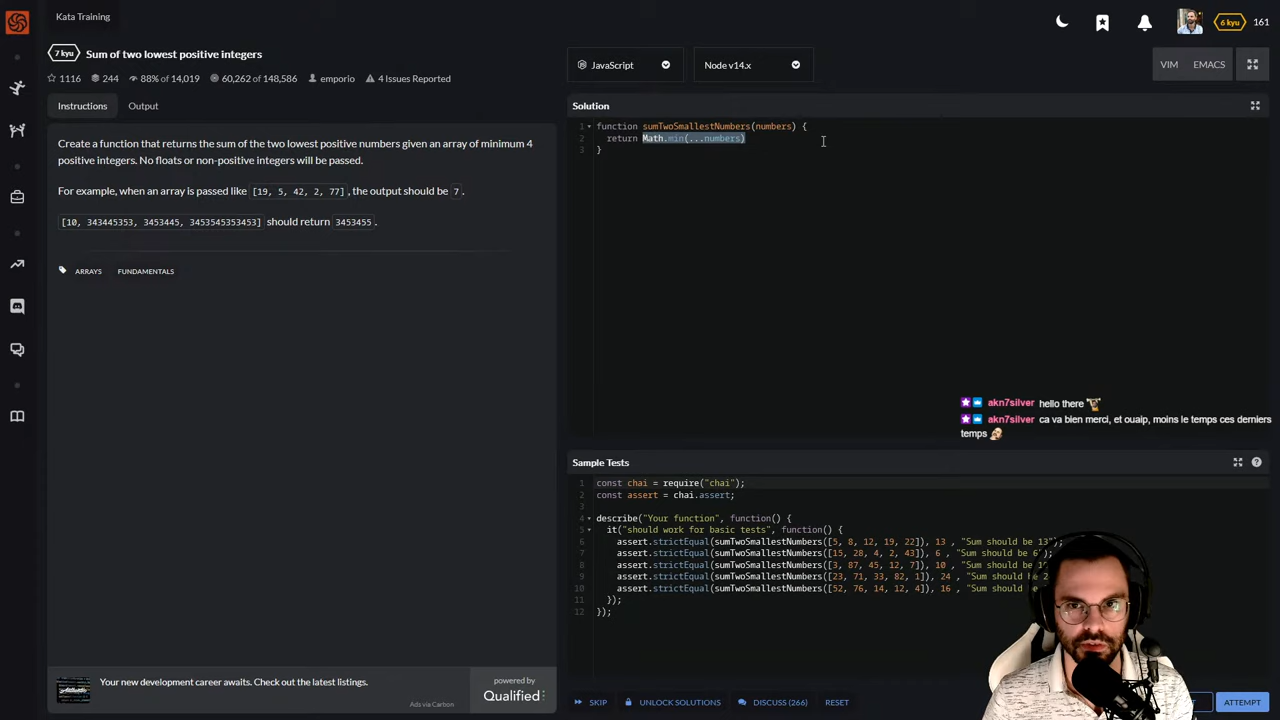 Kata Training
6 kyu
161
7 kyu
Sum of two lowest positive integers
1116
244
88% of 14,019
60,262 of 148,586
emporio
4 Issues Reported
JavaScript
Node v14.x
VIM
EMACS
Instructions
Output
Create a function that returns the sum of the two lowest positive numbers given an array of minimum 4
positive integers. No floats or non-positive integers will be passed.
For example, when an array is passed like [19, 5, 42, 2, 77], the output should be 7.
[10, 343445353, 3453445, 3453545353453] should return 3453455.
ARRAYS
FUNDAMENTALS
Solution
1 function sumTwoSmallestNumbers(numbers) {
2 return Math.min(...numbers)
3 }
akn7silver hello there
akn7silver ca va bien merci, et ouaip, moins le temps ces derniers
temps
Sample Tests
1 const chai = require("chai");
2 const assert = chai.assert;
3
4 describe("Your function", function() {
5 it("should work for basic tests", function() {
6 assert.strictEqual(sumTwoSmallestNumbers([5, 8, 12, 19, 22]), 13 , "Sum should be 13");
7 assert.strictEqual(sumTwoSmallestNumbers([15, 28, 4, 2, 43]), 6 , "Sum should be 6");
8 assert.strictEqual(sumTwoSmallestNumbers([3, 87, 45, 12, 7]), 10 , "Sum should be
9 assert.strictEqual(sumTwoSmallestNumbers([23, 71, 33, 82, 1]), 24 , "Sum should be 2
10 assert.strictEqual(sumTwoSmallestNumbers([52, 76, 14, 12, 4]), 16 , "Sum should be
11 });
12 });
Your new development career awaits. Check out the latest listings.
Ads via Carbon
powered by
Qualified
SKIP
UNLOCK SOLUTIONS
DISCUSS (266)
RESET
ATTEMPT